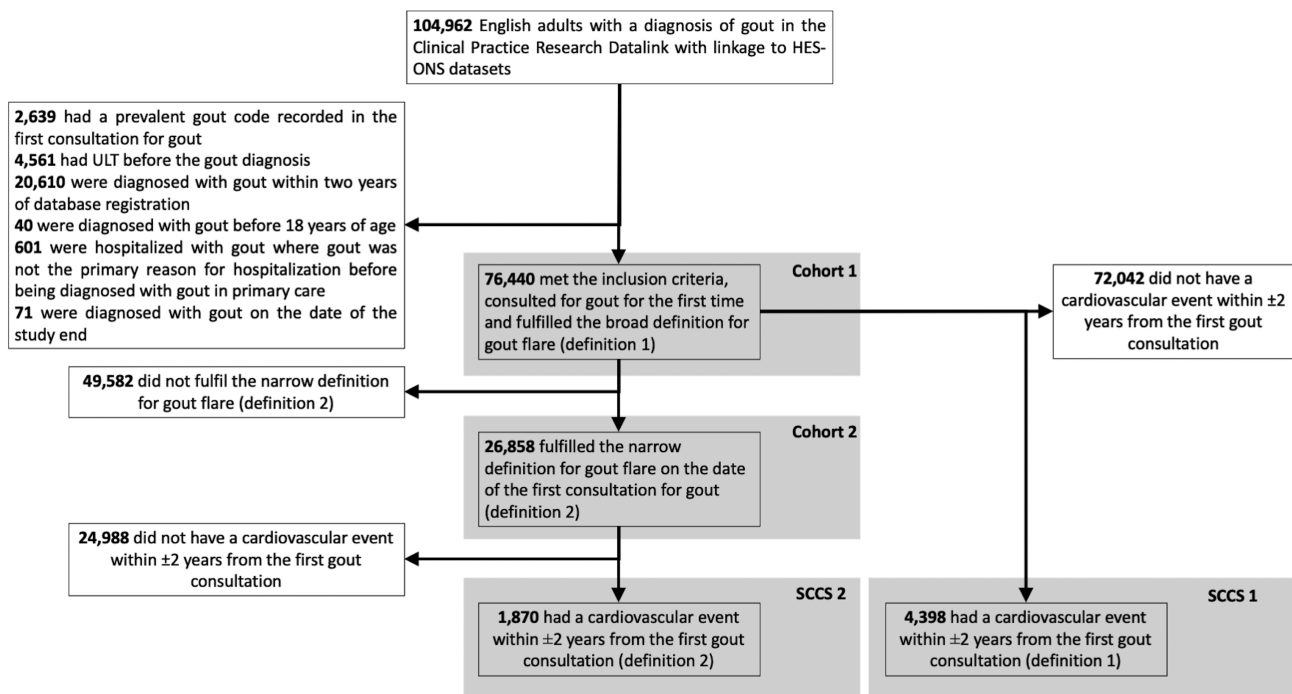 104,962 English adults with a diagnosis of gout in the
Clinical Practice Research Datalink with linkage to HES-
ONS datasets
2,639 had a prevalent gout code recorded in the
first consultation for gout
4,561 had ULT before the gout diagnosis
20,610 were diagnosed with gout within two years
of database registration
40 were diagnosed with gout before 18 years of age
601 were hospitalized with gout where gout was
not the primary reason for hospitalization before
being diagnosed with gout in primary care
71 were diagnosed with gout on the date of the
study end
Cohort 1
76,440 met the inclusion criteria,
consulted for gout for the first time
and fulfilled the broad definition for
gout flare (definition 1)
72,042 did not have a
cardiovascular event within ±2
years from the first gout
consultation
49,582 did not fulfil the narrow definition
for gout flare (definition 2)
Cohort 2
26,858 fulfilled the narrow
definition for gout flare on the date
of the first consultation for gout
(definition 2)
24,988 did not have a cardiovascular event
within ±2 years from the first gout
consultation
SCCS 2
1,870 had a cardiovascular event
within ±2 years from the first gout
consultation (definition 2)
SCCS 1
4,398 had a cardiovascular event
within ±2 years from the first gout
consultation (definition 1)